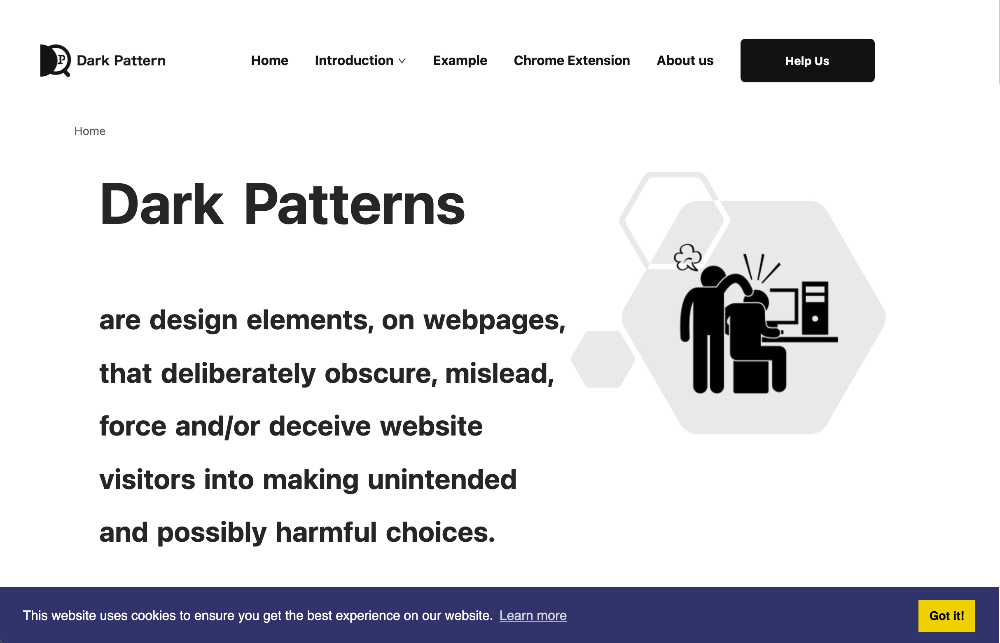 Dark Pattern
Home Introduction Example Chrome Extension About us Help Us
Home
Dark Patterns
are design elements, on webpages,
that deliberately obscure, mislead,
force and/or deceive website
visitors into making unintended
and possibly harmful choices.
This website uses cookies to ensure you get the best experience on our website. Learn more
Got it!